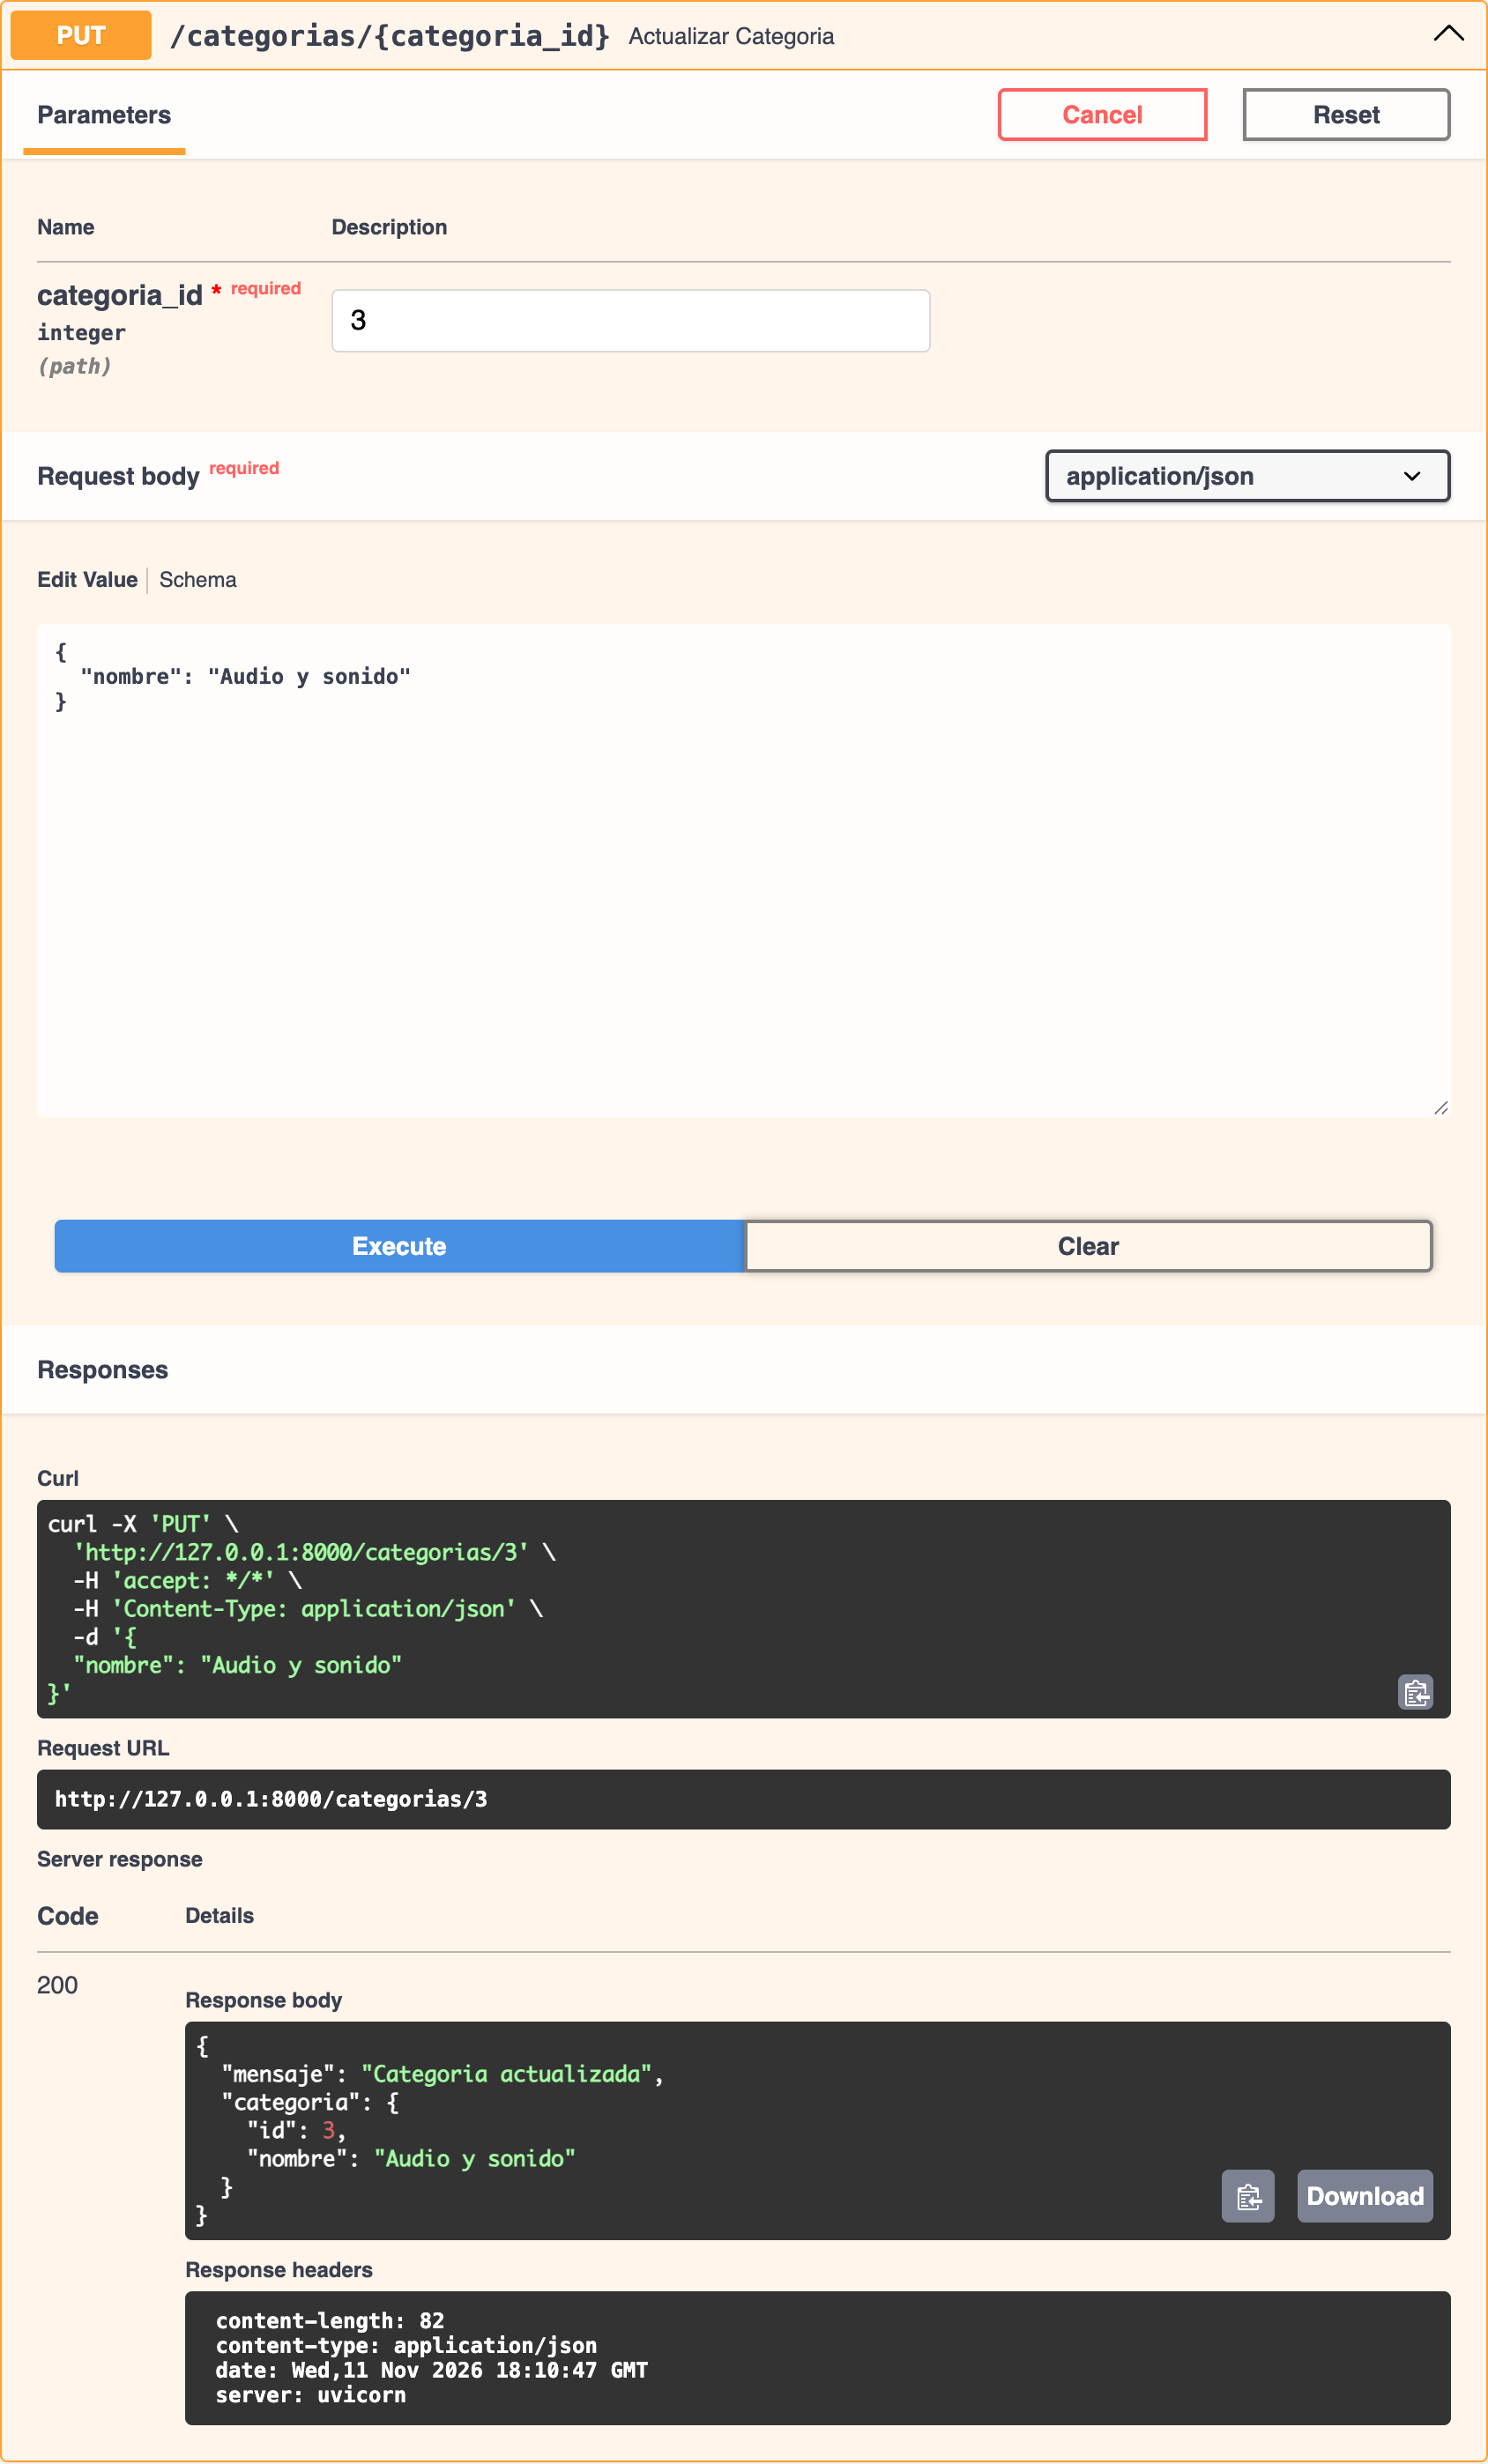 PUT /categorias/{categoria_id} Actualizar Categoria
Parameters Cancel Reset
Name Description
categoria_id * required
integer
(path)
3
Request body required application/json
Edit Value Schema
{
  "nombre": "Audio y sonido"
}
Execute Clear
Responses
Curl
curl -X 'PUT' \
  'http://127.0.0.1:8000/categorias/3' \
  -H 'accept: */*' \
  -H 'Content-Type: application/json' \
  -d '{
  "nombre": "Audio y sonido"
}'
Request URL
http://127.0.0.1:8000/categorias/3
Server response
Code Details
200
Response body
{
  "mensaje": "Categoria actualizada",
  "categoria": {
    "id": 3,
    "nombre": "Audio y sonido"
  }
}
Download
Response headers
content-length: 82
content-type: application/json
date: Wed,11 Nov 2026 18:10:47 GMT
server: uvicorn